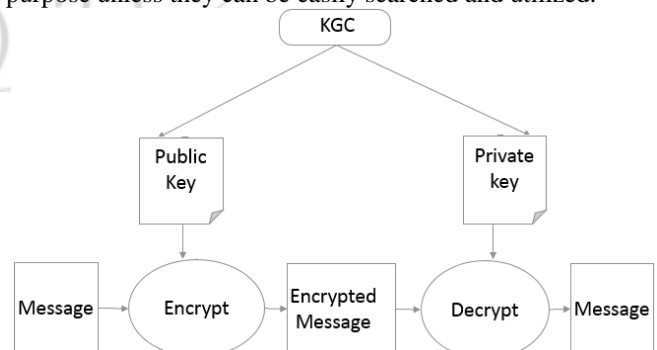 purpose unless they can be easily searched and utilized.
KGC
Public
Key
Private
key
Message
Encrypt
Encrypted
Message
Decrypt
Message